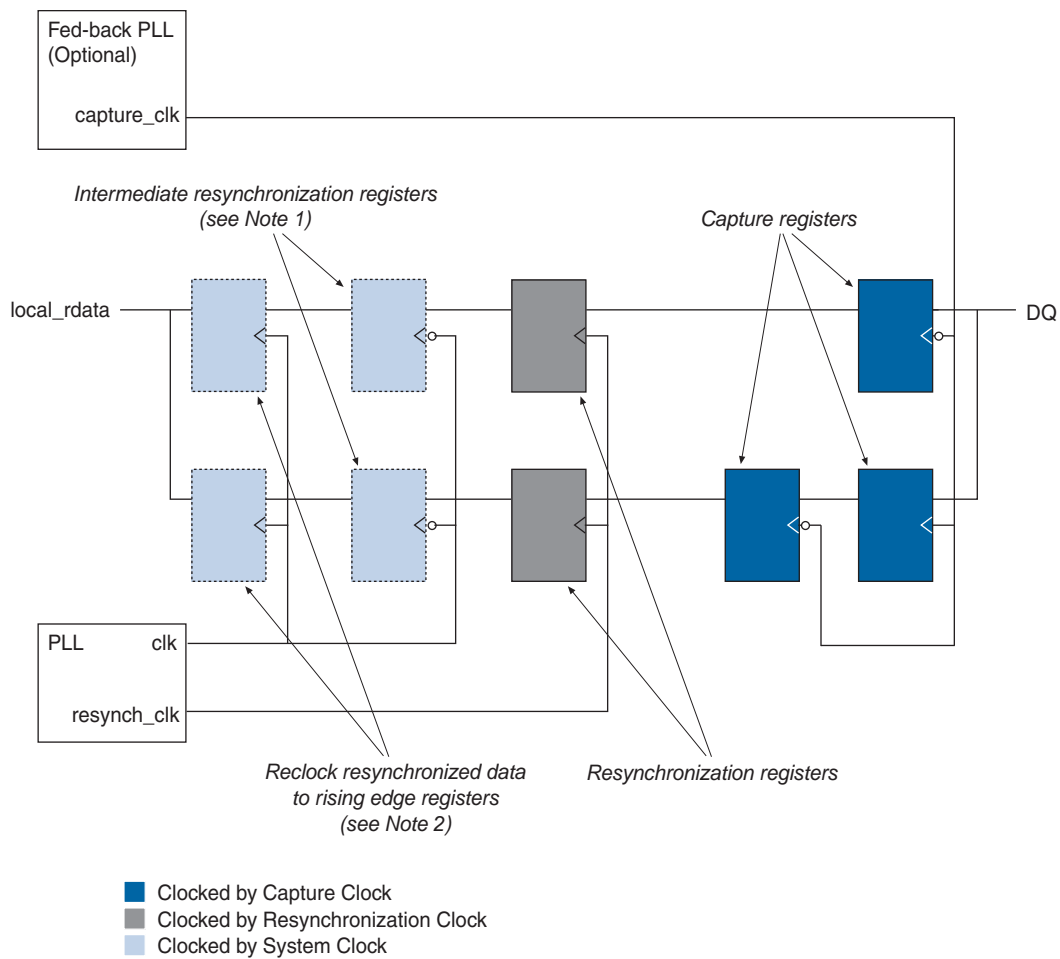 Fed-back PLL
(Optional)
capture_clk
Intermediate resynchronization registers
(see Note 1)
Capture registers
local_rdata
DQ
PLL clk
resynch_clk
Reclock resynchronized data
to rising edge registers
(see Note 2)
Resynchronization registers
Clocked by Capture Clock
Clocked by Resynchronization Clock
Clocked by System Clock